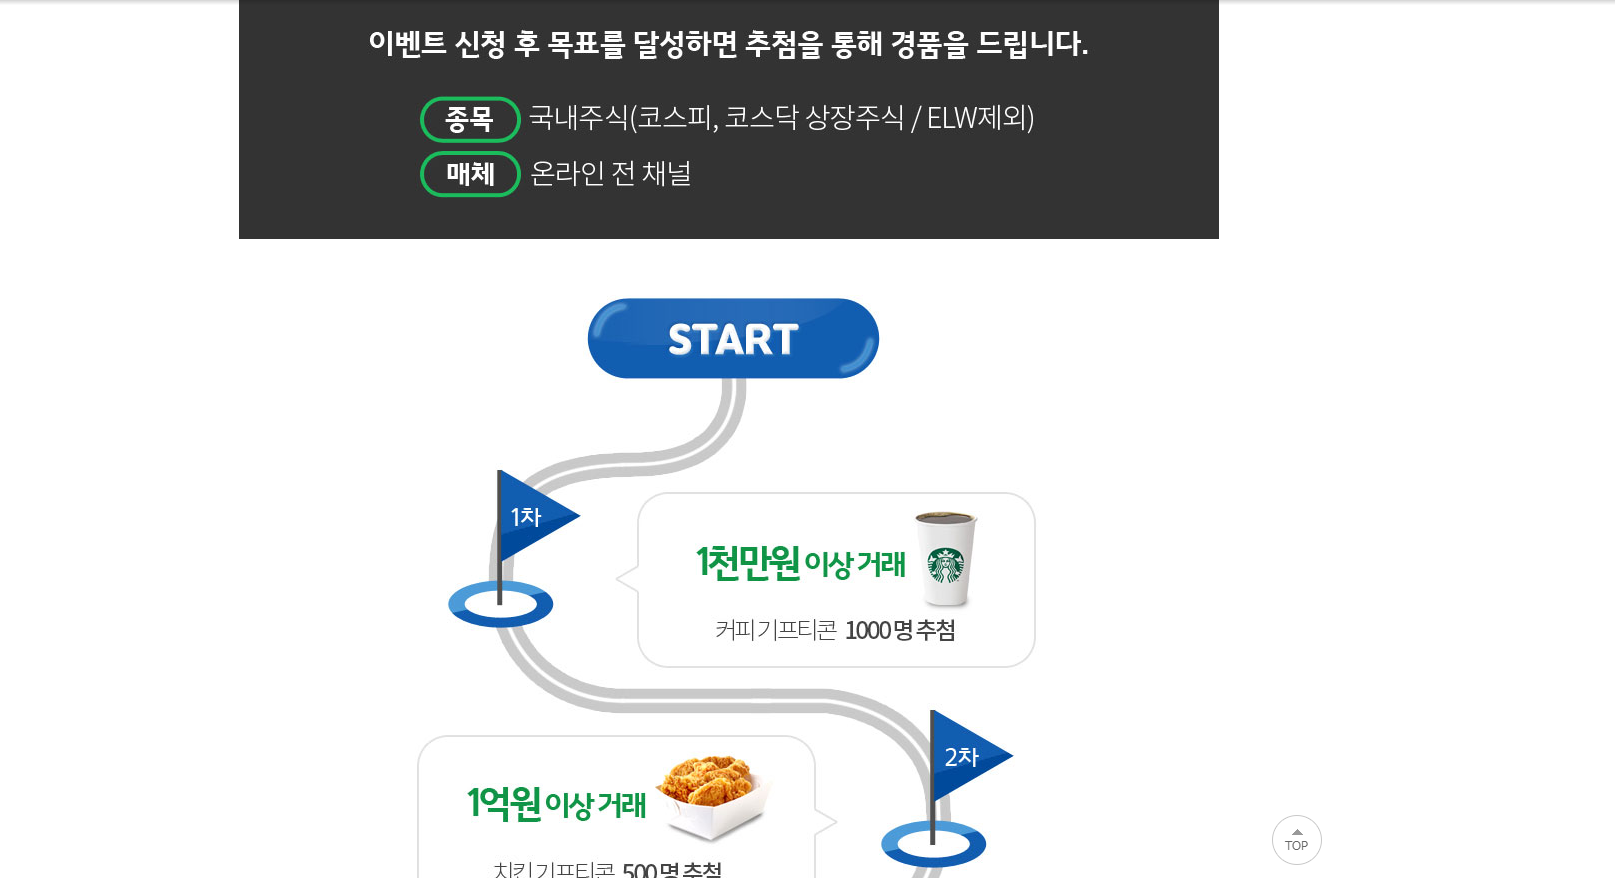 이벤트 신청 후 목표를 달성하면 추첨을 통해 경품을 드립니다.
종목 국내주식(코스피, 코스닥 상장주식 / ELW제외)
매체 온라인 전 채널
START
1차
1천만원 이상 거래
커피 기프티콘 1000명 추첨
2차
1억원 이상 거래
치킨 기프티콘 500명 추첨
TOP